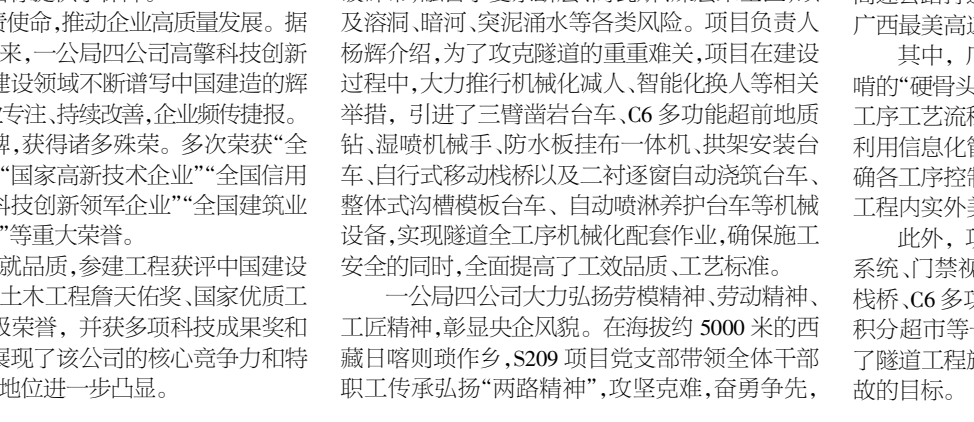 责使命,推动企业高质量发展。据
来,一公局四公司高擎科技创新
建设领域不断谱写中国建造的辉
专注、持续改善,企业频传捷报。
牌,获得诸多殊荣。多次荣获“全
“国家高新技术企业”“全国信用
科技创新领军企业”“全国建筑业
”等重大荣誉。
就品质,参建工程获评中国建设
土木工程詹天佑奖、国家优质工
级荣誉，并获多项科技成果奖和
展现了该公司的核心竞争力和特
地位进一步凸显。
及溶洞、暗河、突泥涌水等各类风险。项目负责人
杨辉介绍,为了攻克隧道的重重难关,项目在建设
过程中,大力推行机械化减人、智能化换人等相关
举措，引进了三臂凿岩台车、C6 多功能超前地质
钻、湿喷机械手、防水板挂布一体机、拱架安装台
车、自行式移动栈桥以及二衬逐窗自动浇筑台车、
整体式沟槽模板台车、自动喷淋养护台车等机械
设备,实现隧道全工序机械化配套作业,确保施工
安全的同时,全面提高了工效品质、工艺标准。
一公局四公司大力弘扬劳模精神、劳动精神、
工匠精神,彰显央企风貌。在海拔约 5000 米的西
藏日喀则琐作乡,S209 项目党支部带领全体干部
职工传承弘扬“两路精神”,攻坚克难,奋勇争先,
广西最美高速
其中，
啃的“硬骨头
工序工艺流程
利用信息化管
确各工序控制
工程内实外美
此外，项
系统、门禁视
栈桥、C6 多功
积分超市等
了隧道工程施
故的目标。